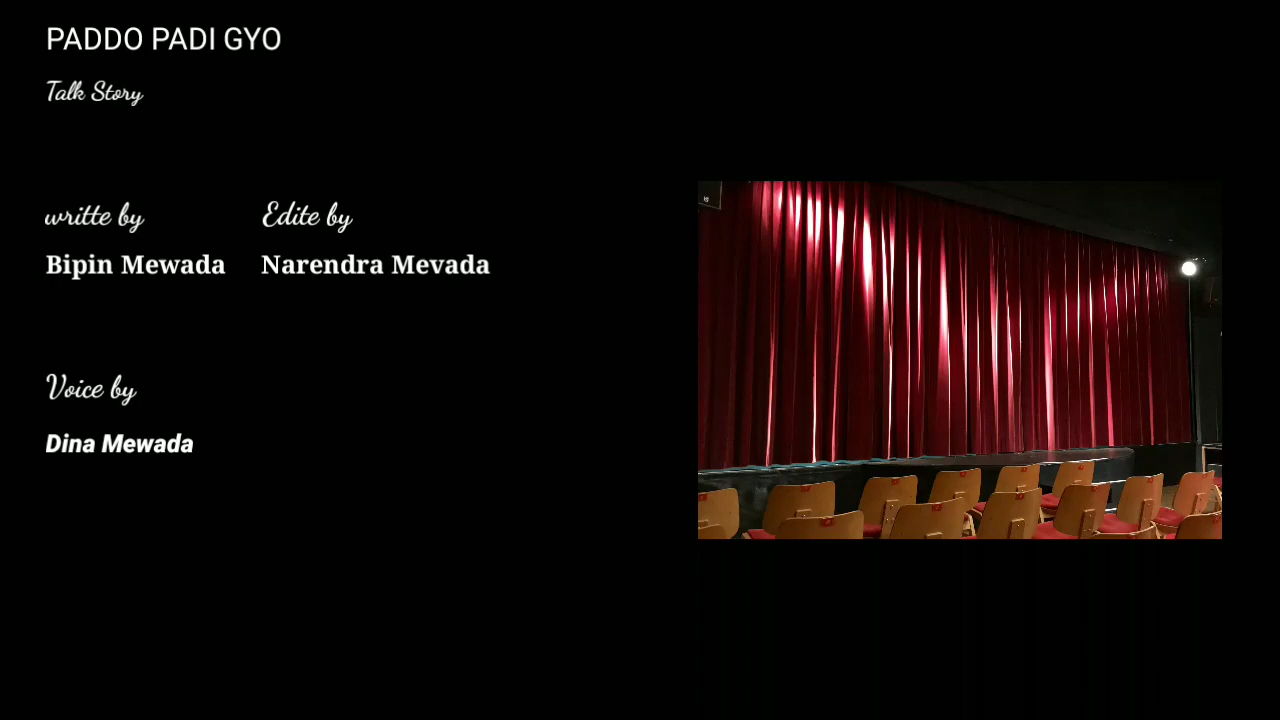 PADDO PADI GYO
Talk Story
writte by
Edite by
Bipin Mewada
Narendra Mevada
Voice by
Dina Mewada